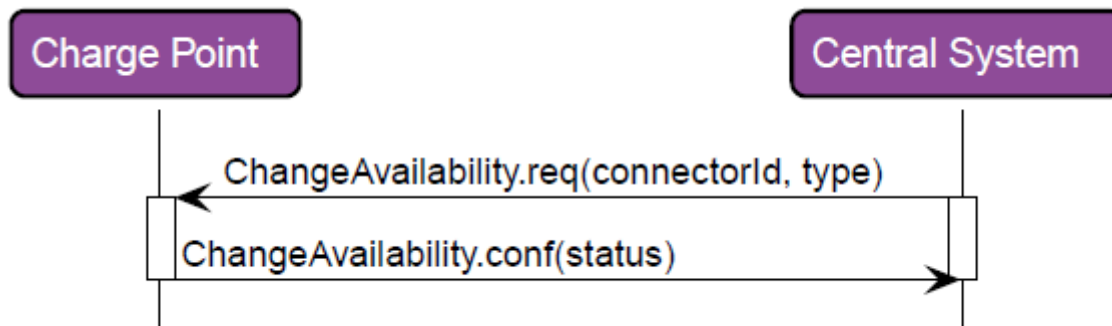 Charge Point
Central System
ChangeAvailability.req(connectorId, type)
ChangeAvailability.conf(status)